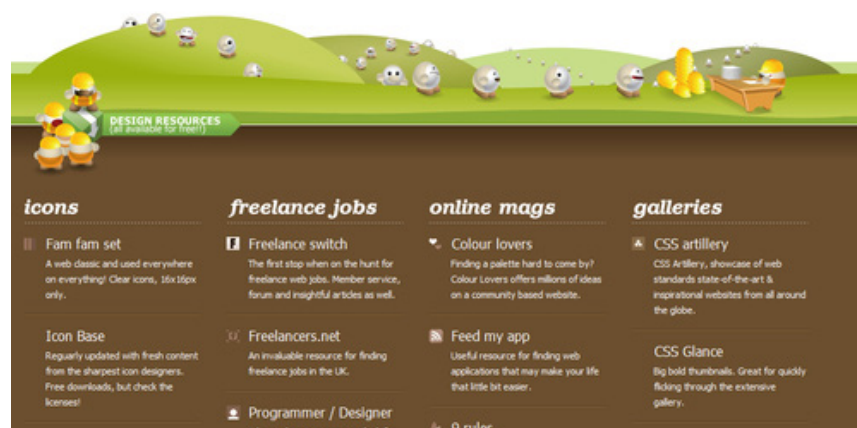 DESIGN RESOURCES
(all available for free!!)
icons
Fam fam set
A web classic and used everywhere
on everything! Clear icons, 16x16px
only.
Icon Base
Reguarly updated with fresh content
from the sharpest icon designers.
Free downloads, but check the
licenses!
freelance jobs
Freelance switch
The first stop when on the hunt for
freelance web jobs. Member service,
forum and insightful articles as well.
Freelancers.net
An invaluable resource for finding
freelance jobs in the UK.
Programmer / Designer
online mags
Colour lovers
Finding a palette hard to come by?
Colour Lovers offers millions of ideas
on a community based website.
Feed my app
Useful resource for finding web
applications that may make your life
that little bit easier.
9 rules
galleries
CSS artillery
CSS Artillery, showcase of web
standards state-of-the-art &
inspirational websites from all around
the globe.
CSS Glance
Big bold thumbnails. Great for quickly
flicking through the extensive
gallery.